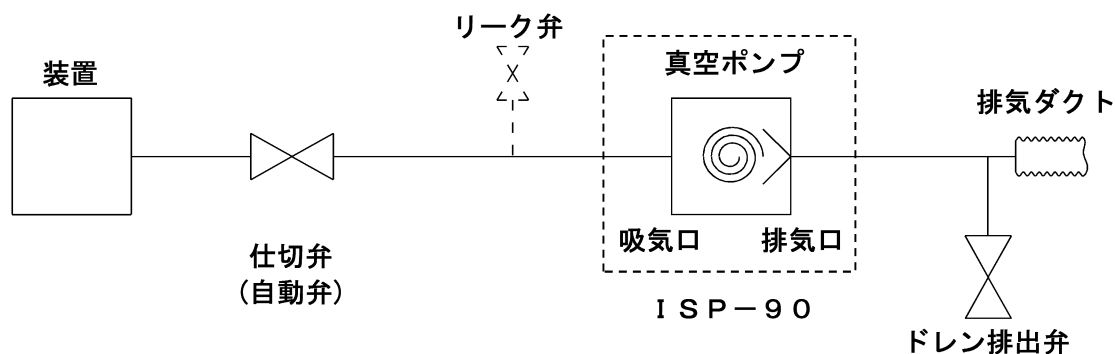 リーク弁
装置
真空ポンプ
排気ダクト
吸気口
排気口
仕切弁
(自動弁)
ＩＳＰ－９０
ドレン排出弁